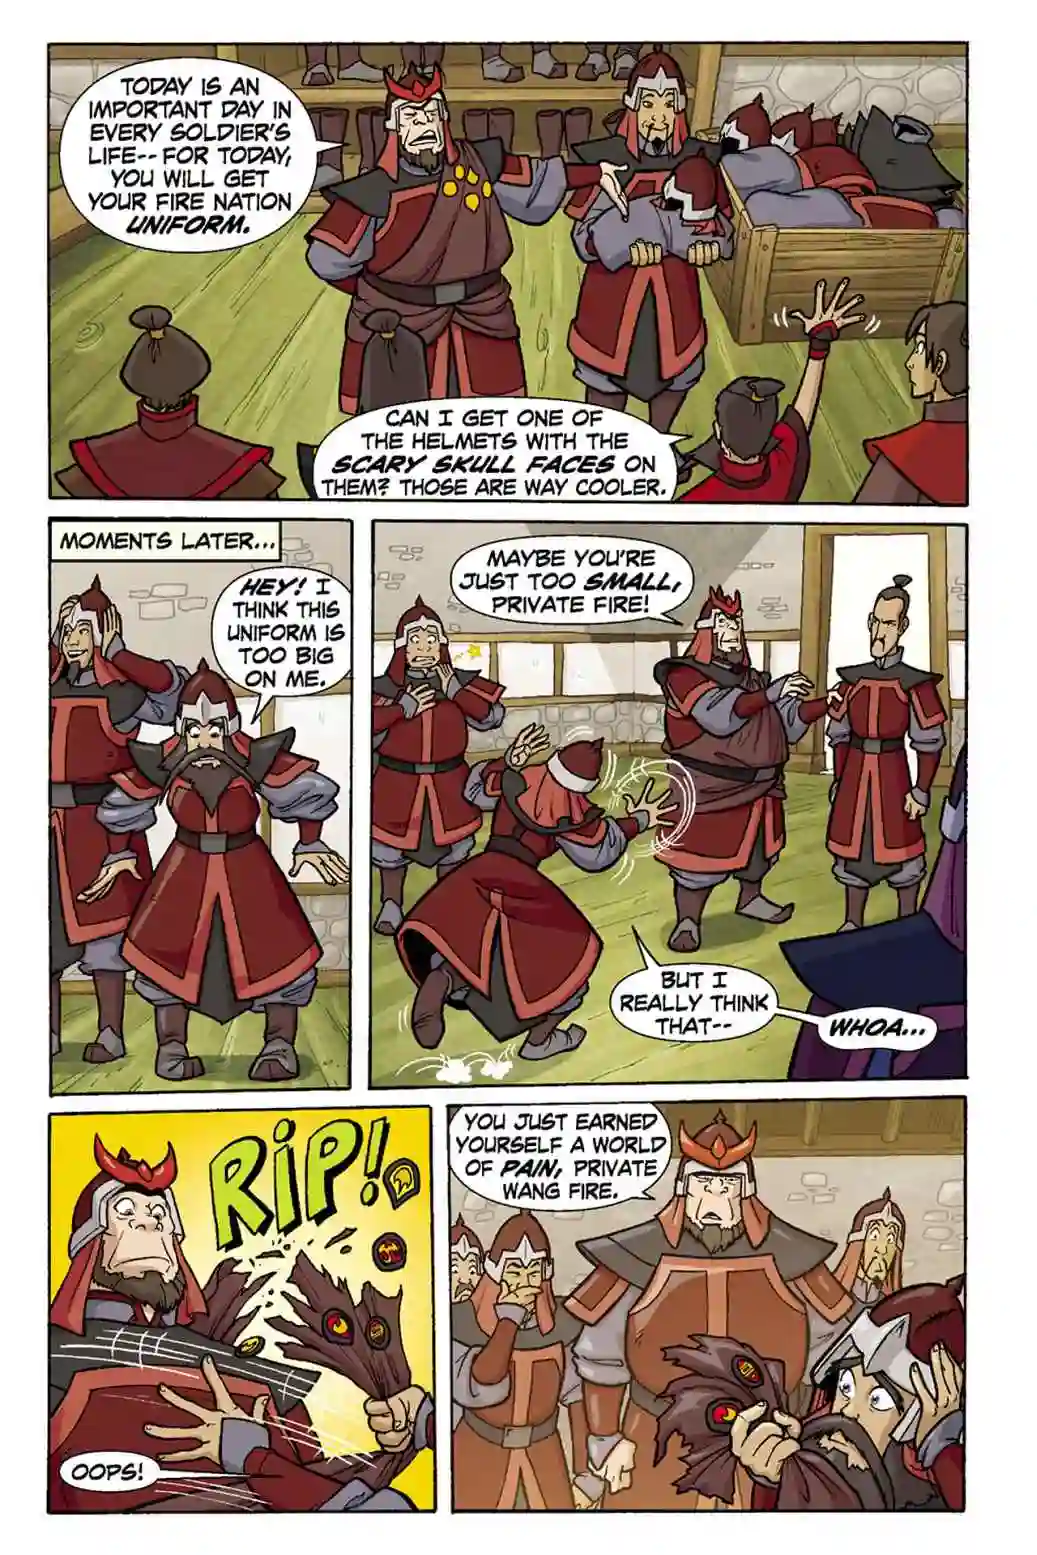 TODAY IS AN
IMPORTANT DAY IN
EVERY SOLDIER'S
LIFE-- FOR TODAY,
YOU WILL GET
YOUR FIRE NATION
UNIFORM.
CAN I GET ONE OF
THE HELMETS WITH THE
SCARY SKULL FACES ON
THEM? THOSE ARE WAY COOLER.
MOMENTS LATER...
HEY! I
THINK THIS
UNIFORM IS
TOO BIG
ON ME.
MAYBE YOU'RE
JUST TOO SMALL,
PRIVATE FIRE!
BUT I
REALLY THINK
THAT--
WHOA...
RIP!
OOPS!
YOU JUST EARNED
YOURSELF A WORLD
OF PAIN, PRIVATE
WANG FIRE.